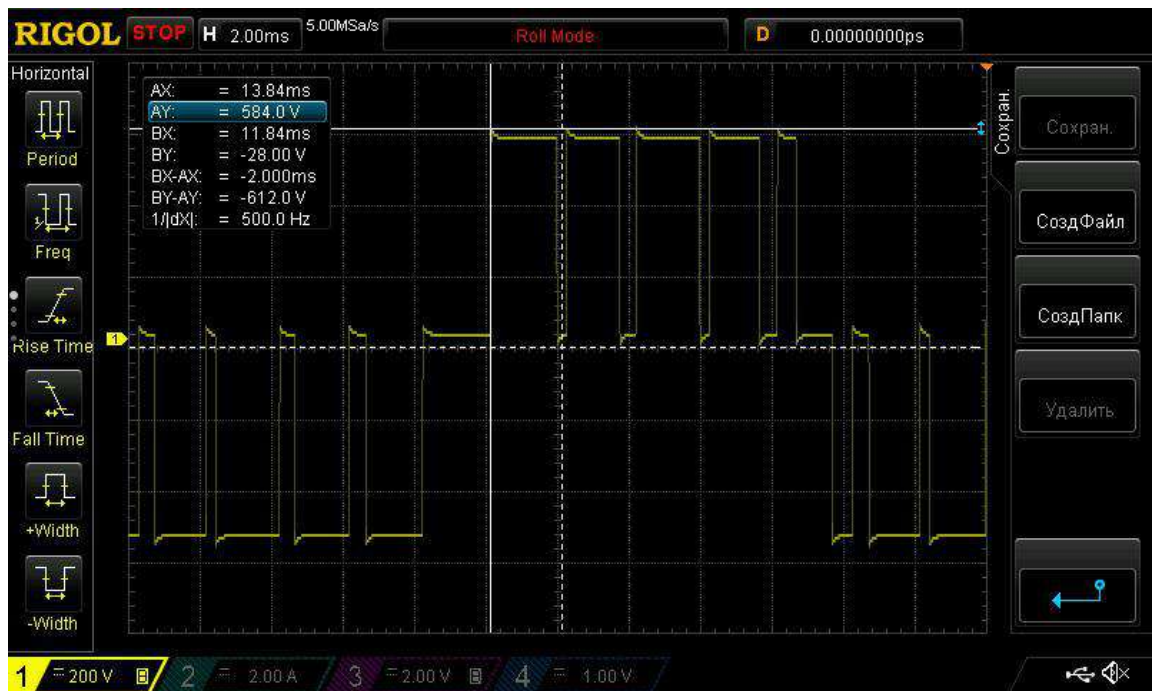 RIGOL STOP H 2.00ms 5.00MSa/s Roll Mode D 0.00000000ps
Horizontal
Period
Freq
Rise Time
Fall Time
+Width
-Width
AX: = 13.84ms
AY: = 584.0 V
BX: = 11.84ms
BY: = -28.00 V
BX-AX: = -2.000ms
BY-AY: = -612.0 V
1/|dX|: = 500.0 Hz
1
Сохран.
Сохран.
СоздФайл
СоздПапк
Удалить
1 = 200 V B 2 = 2.00 A 3 = 2.00 V B 4 = 1.00 V